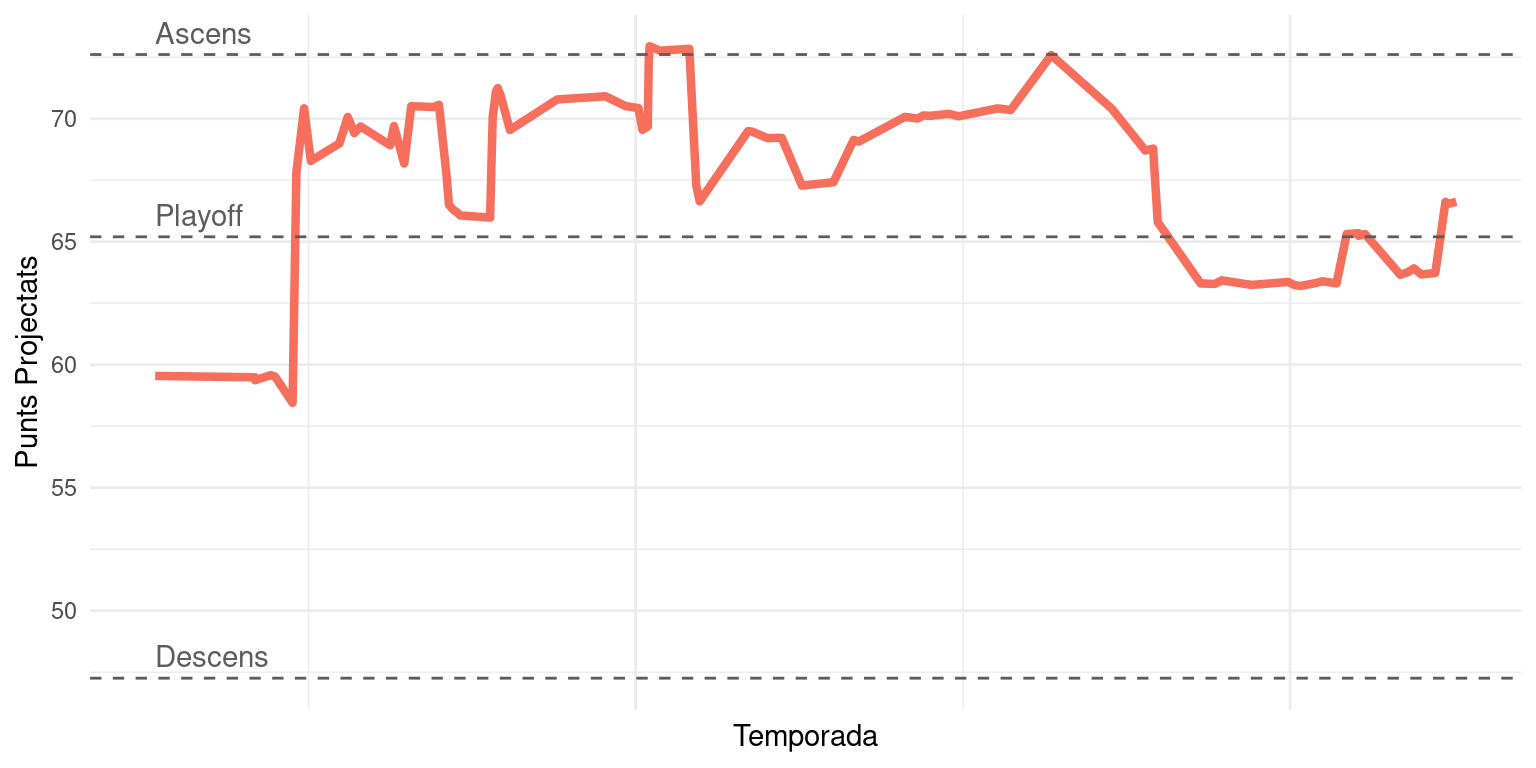 Ascens
70
Playoff
65
Punts Projectats
60
55
50
Descens
Temporada